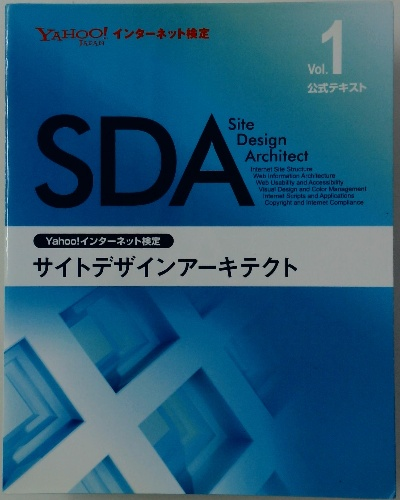 YAHOO! JAPAN インターネット検定
Vol. 1
公式テキスト
SDA
Site
Design
Architect
Internet Site Structure
Web Information Architecture
Web Usability and Accessibility
Visual Design and Color Management
Internet Scripts and Applications
Copyright and Internet Compliance
Yahoo!インターネット検定
サイトデザインアーキテクト